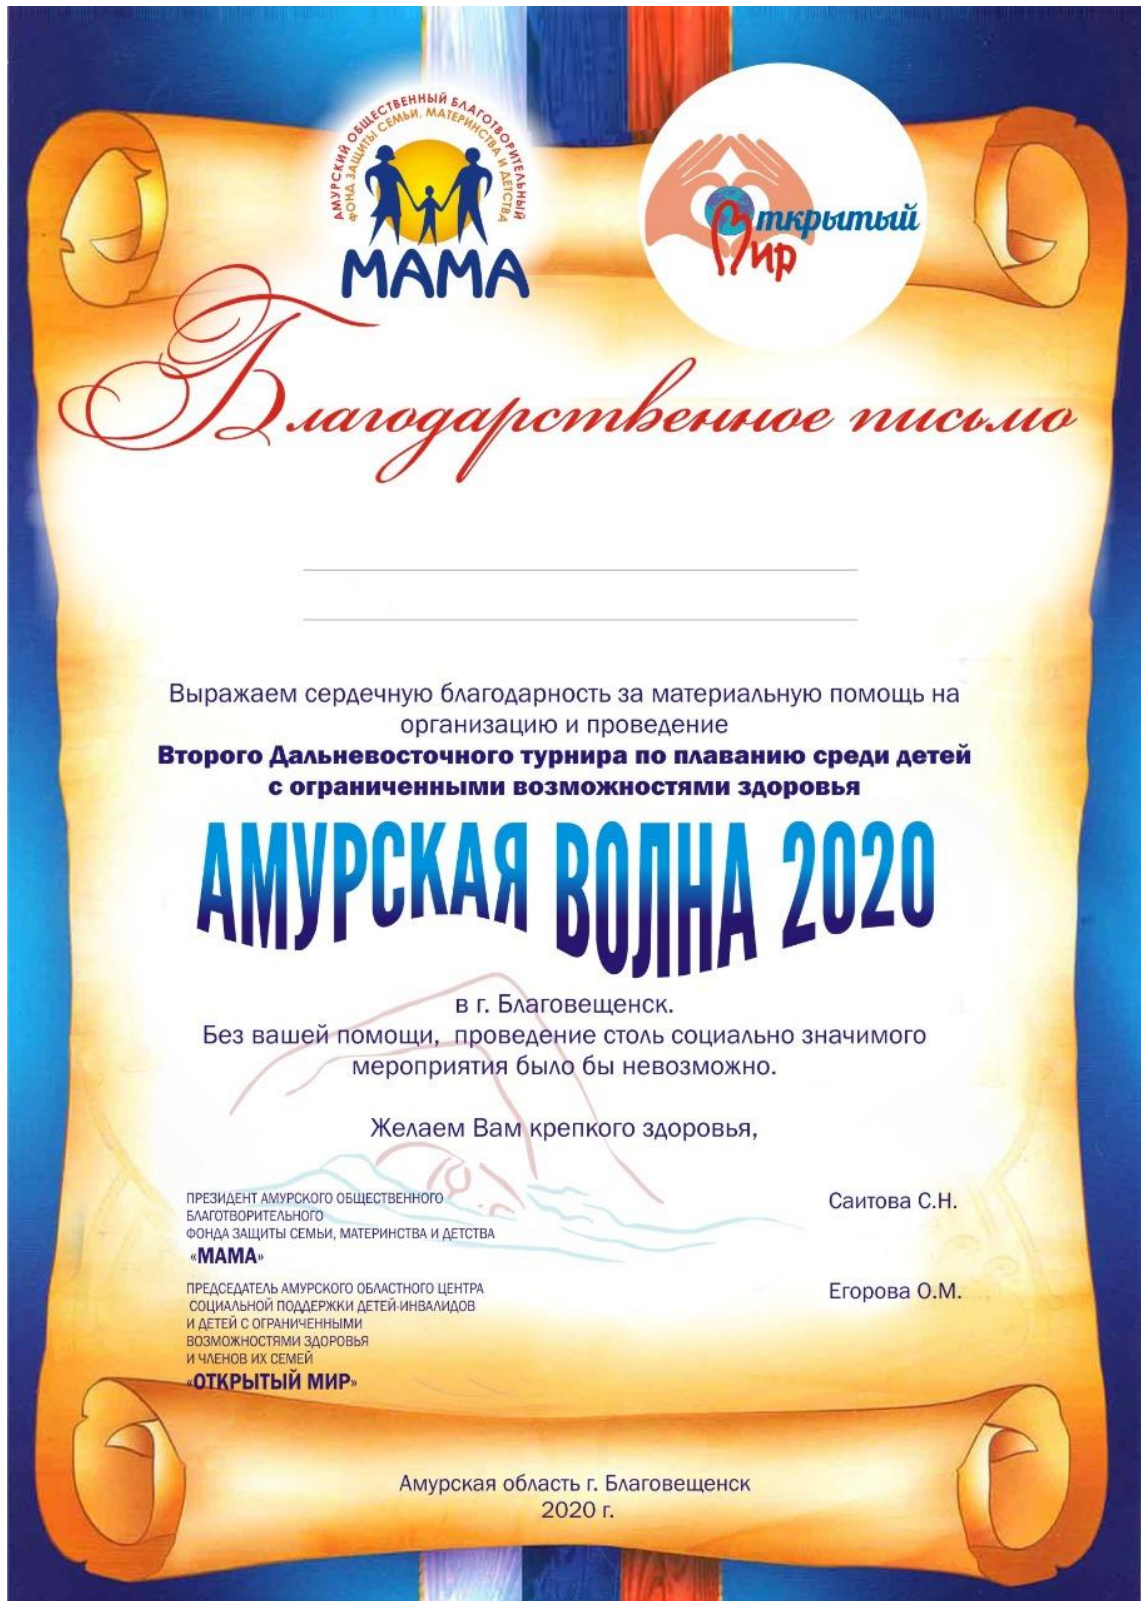 АМУРСКИЙ ОБЩЕСТВЕННЫЙ БЛАГОТВОРИТЕЛЬНЫЙ
ФОНДА ЗАЩИТЫ СЕМЬИ, МАТЕРИНСТВА И ДЕТСТВА
МАМА
Открытый
Мир
Благодарственное письмо
Выражаем сердечную благодарность за материальную помощь на
организацию и проведение
Второго Дальневосточного турнира по плаванию среди детей
с ограниченными возможностями здоровья
АМУРСКАЯ ВОЛНА 2020
в г. Благовещенск.
Без вашей помощи, проведение столь социально значимого
мероприятия было бы невозможно.
Желаем Вам крепкого здоровья,
ПРЕЗИДЕНТ АМУРСКОГО ОБЩЕСТВЕННОГО
БЛАГОТВОРИТЕЛЬНОГО
ФОНДА ЗАЩИТЫ СЕМЬИ, МАТЕРИНСТВА И ДЕТСТВА
«МАМА»
Саитова С.Н.
ПРЕДСЕДАТЕЛЬ АМУРСКОГО ОБЛАСТНОГО ЦЕНТРА
СОЦИАЛЬНОЙ ПОДДЕРЖКИ ДЕТЕЙ-ИНВАЛИДОВ
И ДЕТЕЙ С ОГРАНИЧЕННЫМИ
ВОЗМОЖНОСТЯМИ ЗДОРОВЬЯ
И ЧЛЕНОВ ИХ СЕМЕЙ
«ОТКРЫТЫЙ МИР»
Егорова О.М.
Амурская область г. Благовещенск
2020 г.